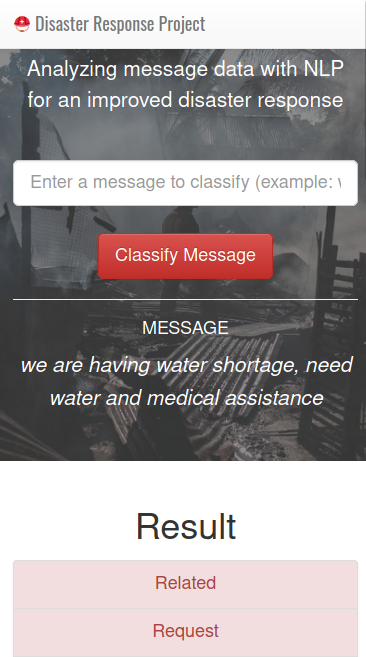 Disaster Response Project
Analyzing message data with NLP
for an improved disaster response
Enter a message to classify (example:
Classify Message
MESSAGE
we are having water shortage, need
water and medical assistance
Result
Related
Request